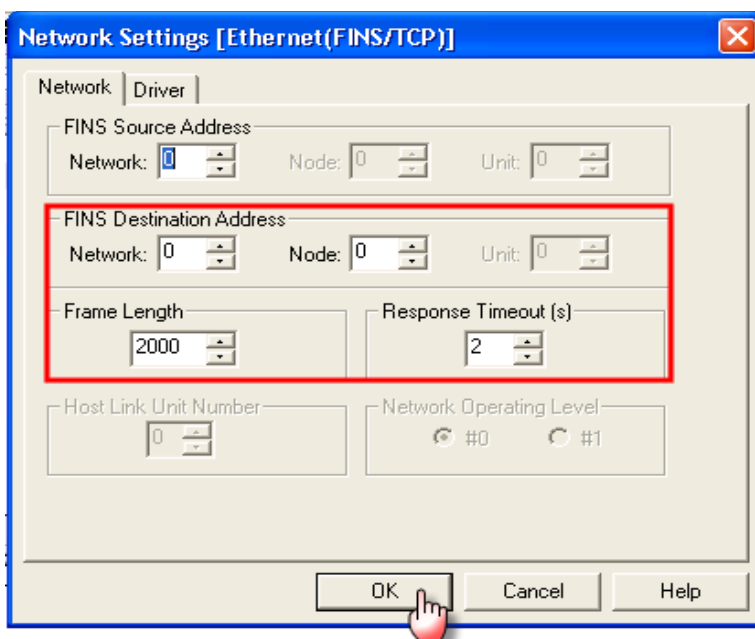 Network Settings [Ethernet(FINS/TCP)]
Network Driver
FINS Source Address
Network: 0 Node: 0 Unit: 0
FINS Destination Address
Network: 0 Node: 0 Unit: 0
Frame Length Response Timeout (s)
2000 2
Host Link Unit Number Network Operating Level
0 #0 #1
OK Cancel Help